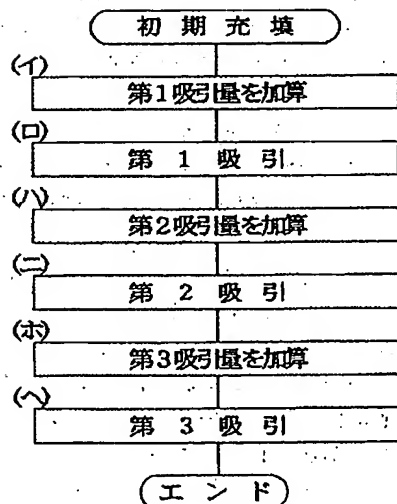 初期充填
(イ)
第1吸引量を加算
(ロ)
第1吸引
(ハ)
第2吸引量を加算
(ニ)
第2吸引
(ホ)
第3吸引量を加算
(ヘ)
第3吸引
エンド